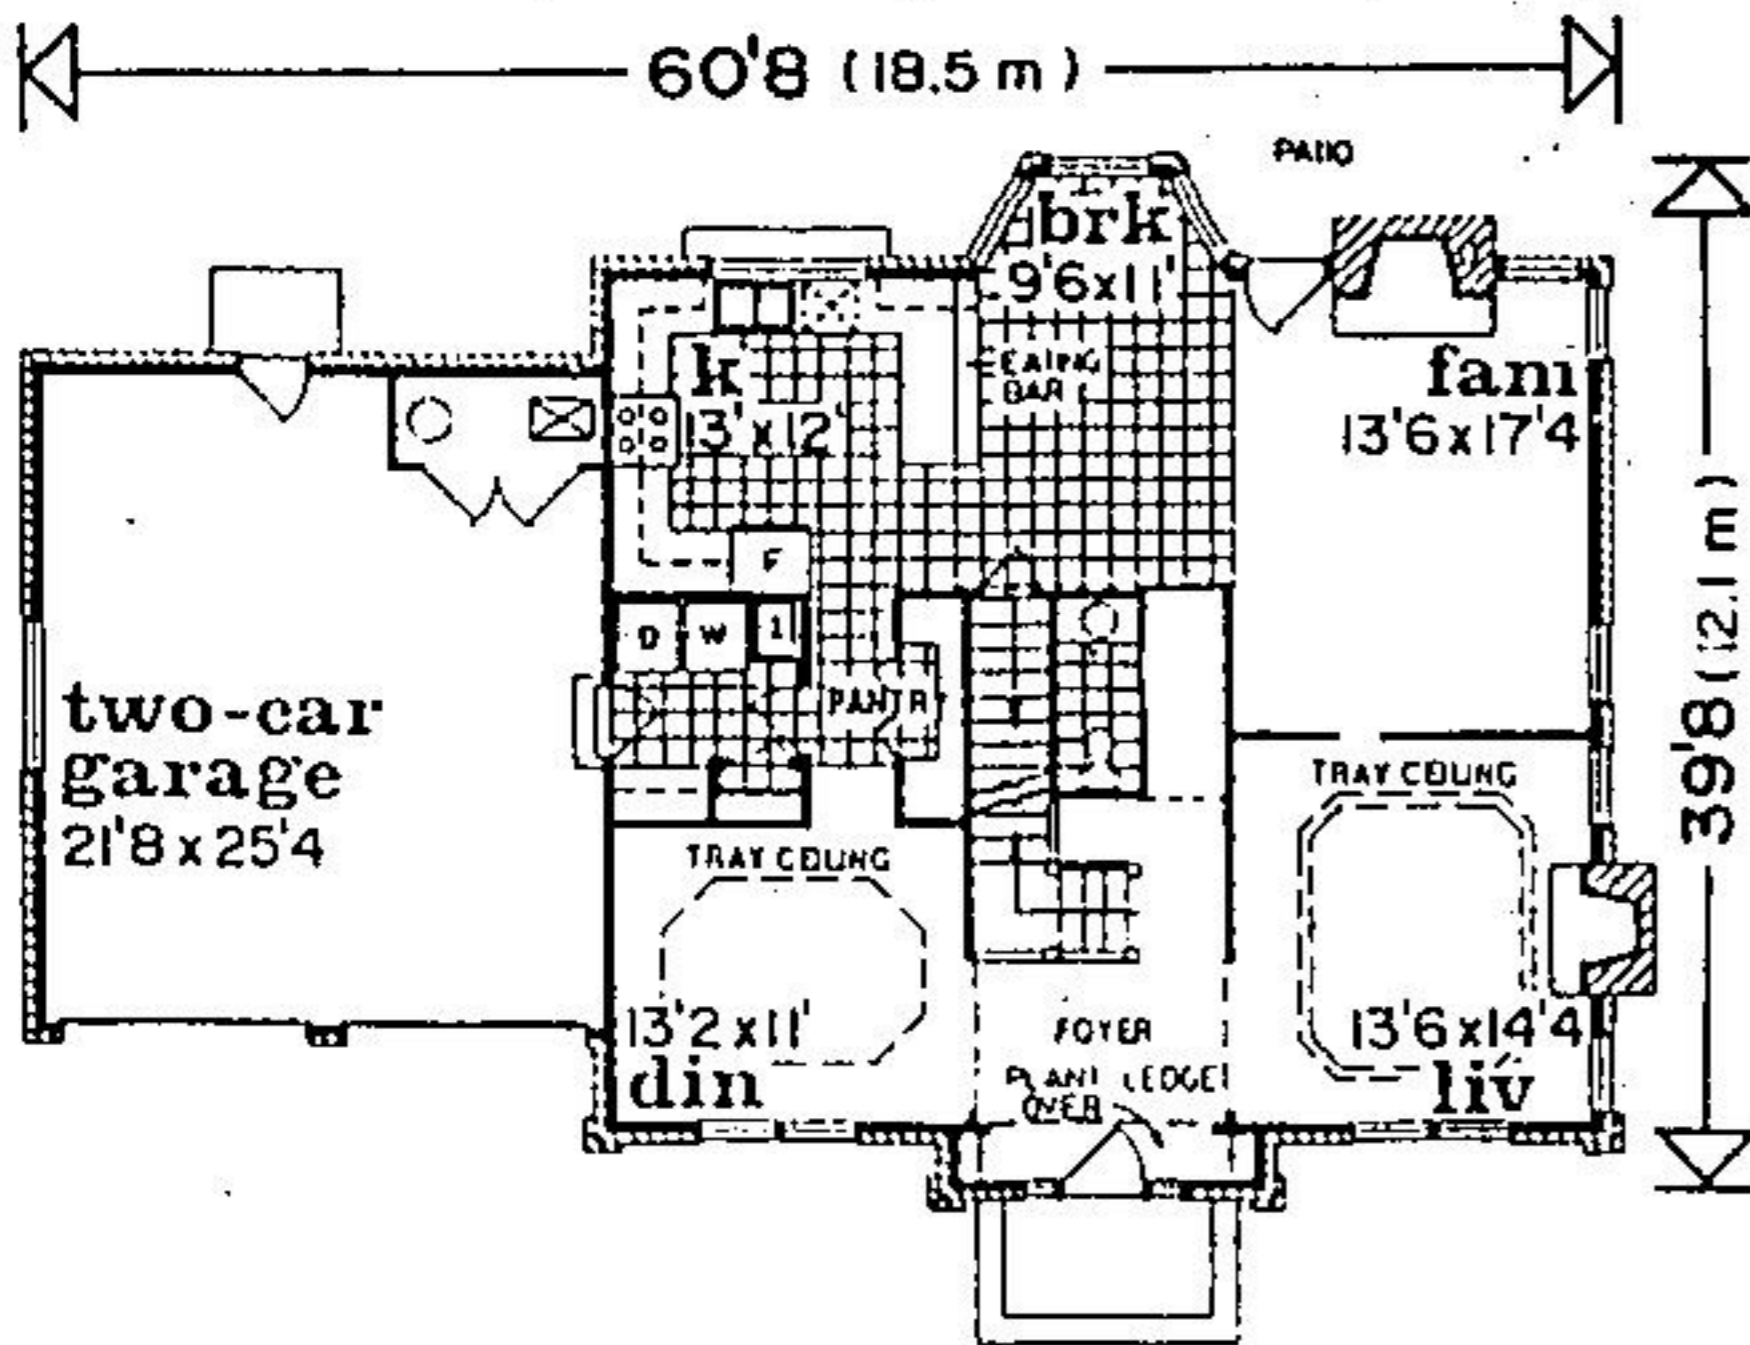 60'8 (18.5 m)
PATIO
brk
9'6x11'
EATING
BAR
k
13'x12'
fam
13'6x17'4
39'8 (12.1 m)
F
D
W
PANTR
two-car
garage
21'8x25'4
TRAY CEILING
TRAY CEILING
13'2x11'
din
FOYER
PLANT LEDGE
OVER
13'6x14'4
liv